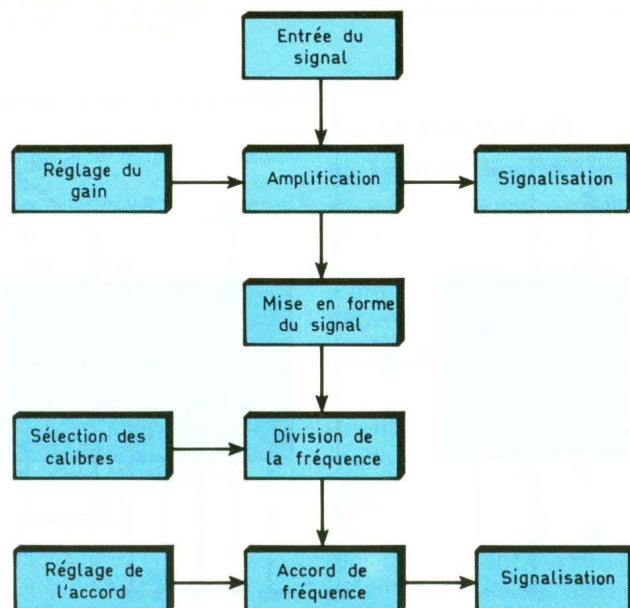 Entrée du
signal
Réglage du
gain
Amplification
Signalisation
Mise en forme
du signal
Sélection des
calibres
Division de
la fréquence
Réglage de
l'accord
Accord de
fréquence
Signalisation